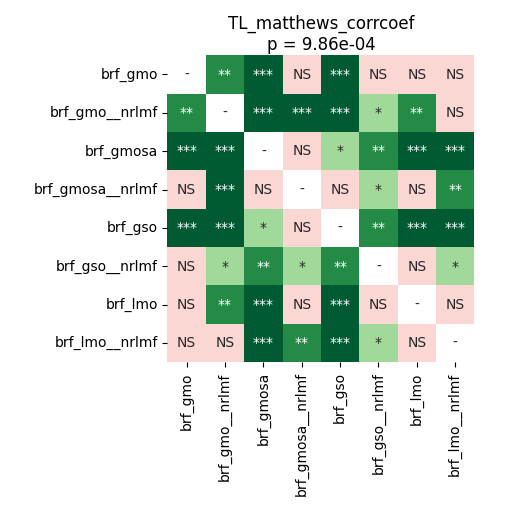 TL_matthews_corrcoef
p = 9.86e-04
brf_gmo - ** *** NS *** NS NS NS
brf_gmo__nrlmf ** - *** *** *** * ** NS
brf_gmosa *** *** - NS * ** *** ***
brf_gmosa__nrlmf NS *** NS - NS * NS **
brf_gso *** *** * NS - ** *** ***
brf_gso__nrlmf NS * ** * ** - NS *
brf_lmo NS ** *** NS *** NS - NS
brf_lmo__nrlmf NS NS *** ** *** * NS -
brf_gmo
brf_gmo__nrlmf
brf_gmosa
brf_gmosa__nrlmf
brf_gso
brf_gso__nrlmf
brf_lmo
brf_lmo__nrlmf